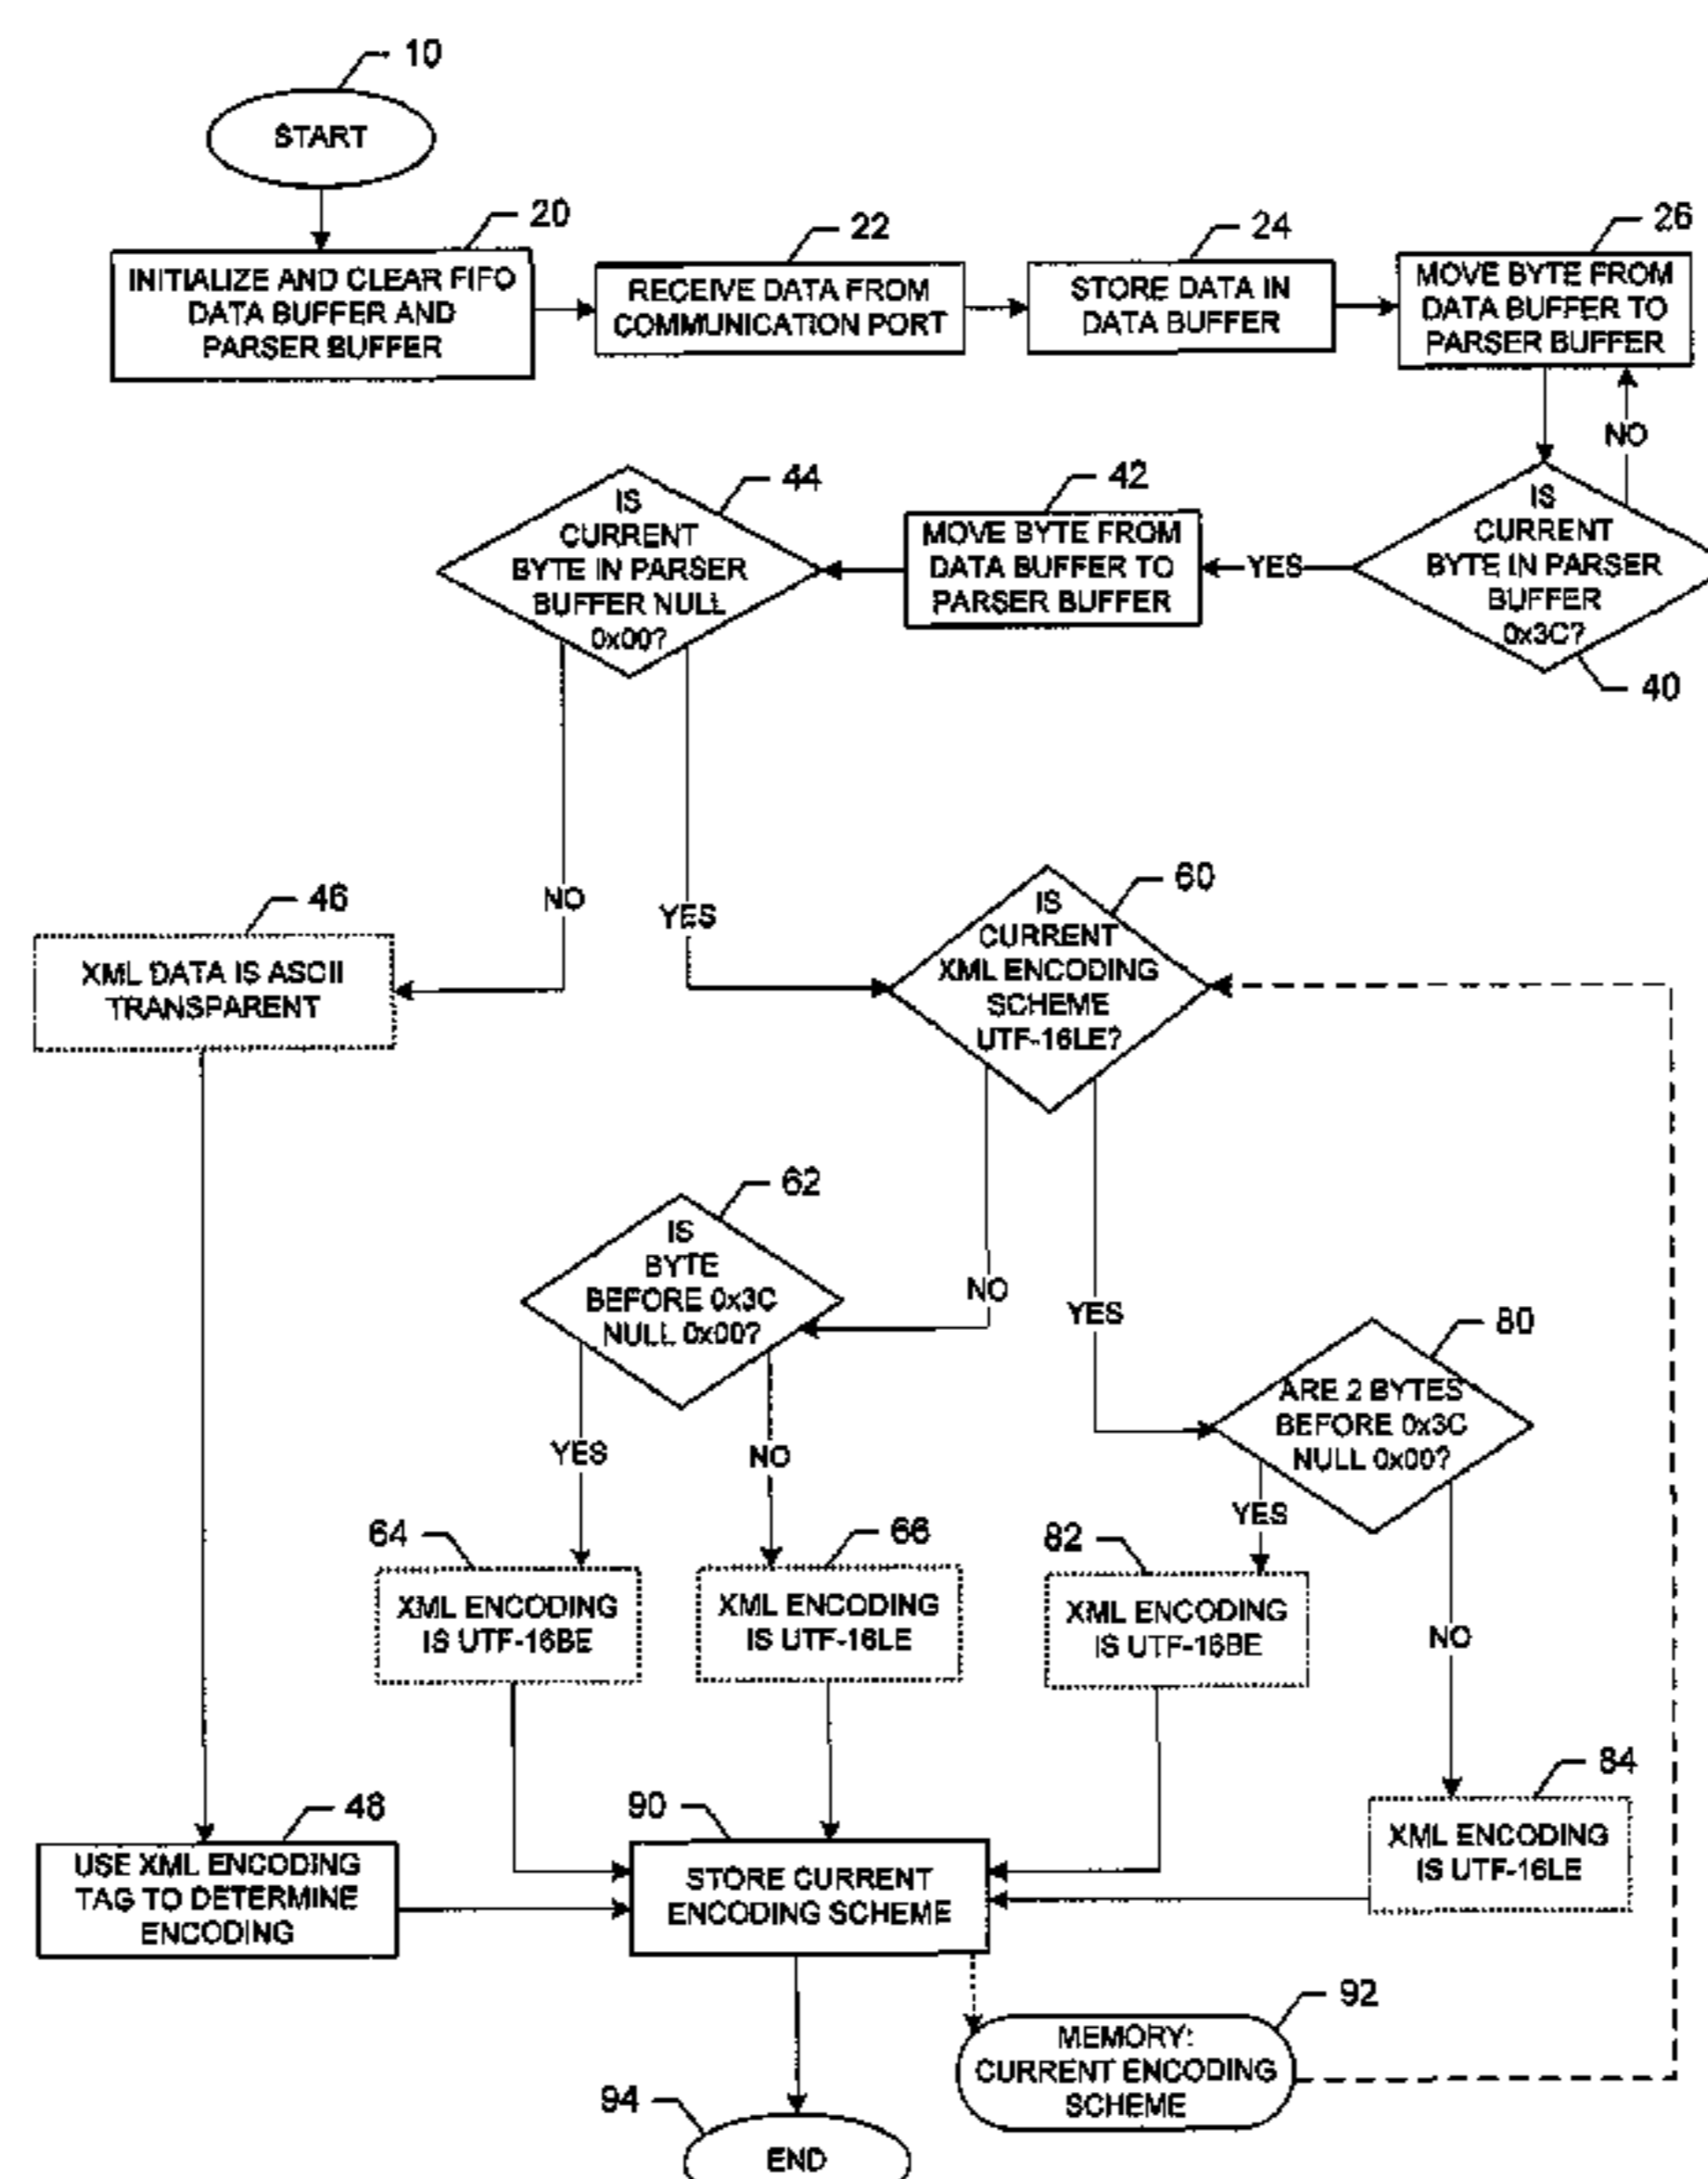 10
START
20
INITIALIZE AND CLEAR FIFO
DATA BUFFER AND
PARSER BUFFER
22
RECEIVE DATA FROM
COMMUNICATION PORT
24
STORE DATA IN
DATA BUFFER
26
MOVE BYTE FROM
DATA BUFFER TO
PARSER BUFFER
NO
IS
CURRENT
BYTE IN PARSER
BUFFER
0x3C?
40
YES
42
MOVE BYTE FROM
DATA BUFFER TO
PARSER BUFFER
44
IS
CURRENT
BYTE IN PARSER
BUFFER NULL
0x00?
NO
YES
46
XML DATA IS ASCII
TRANSPARENT
60
IS
CURRENT
XML ENCODING
SCHEME
UTF-16LE?
NO
YES
62
IS
BYTE
BEFORE 0x3C
NULL 0x00?
YES
NO
80
ARE 2 BYTES
BEFORE 0x3C
NULL 0x00?
YES
NO
64
XML ENCODING
IS UTF-16BE
66
XML ENCODING
IS UTF-16LE
82
XML ENCODING
IS UTF-16BE
84
XML ENCODING
IS UTF-16LE
48
USE XML ENCODING
TAG TO DETERMINE
ENCODING
90
STORE CURRENT
ENCODING SCHEME
92
MEMORY:
CURRENT ENCODING
SCHEME
94
END